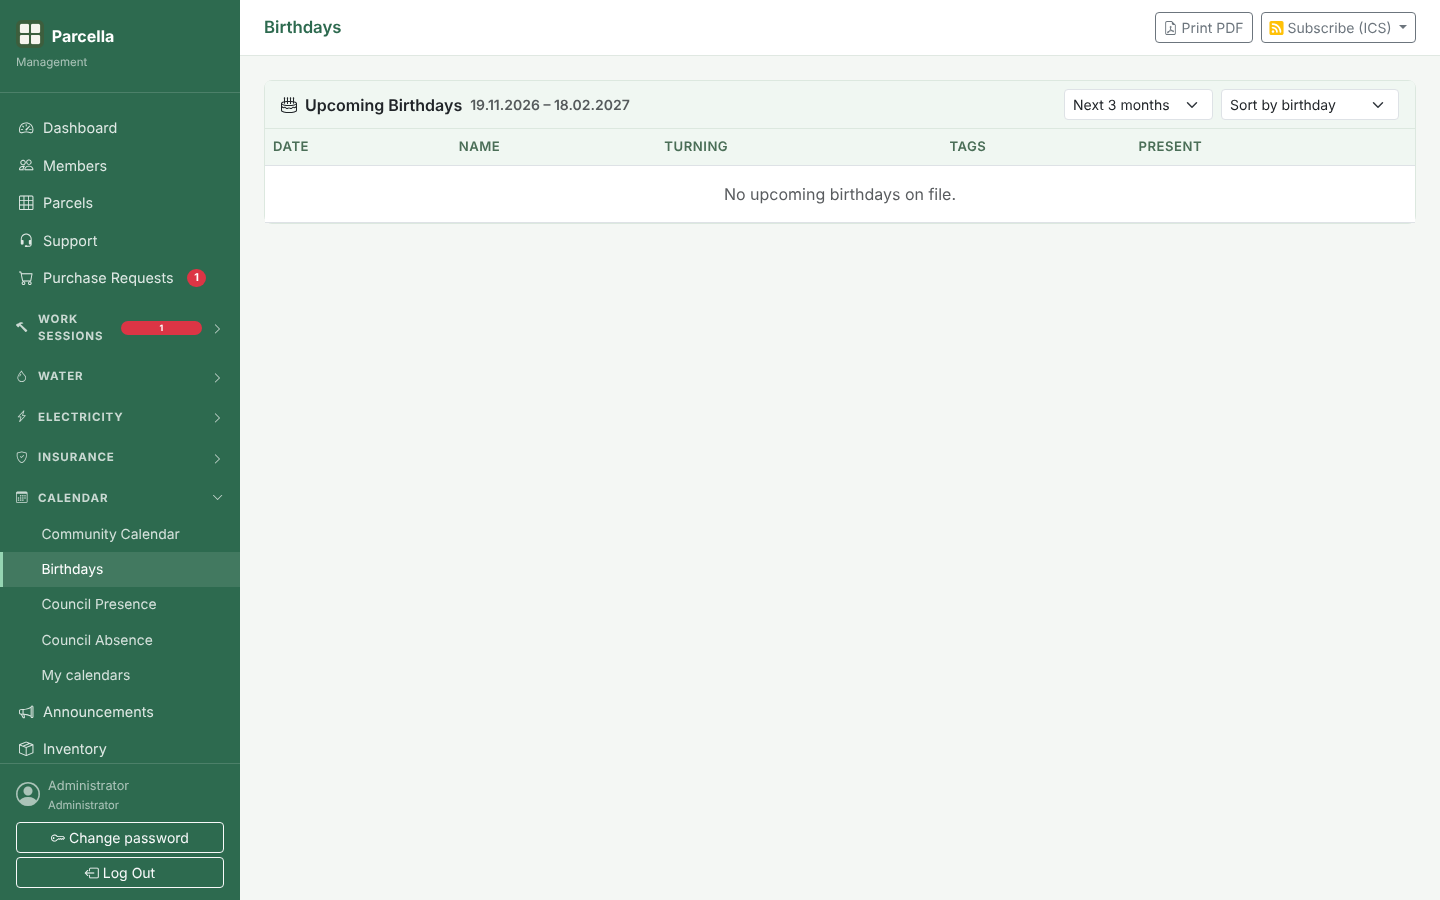 Parcella
Management
Dashboard
Members
Parcels
Support
Purchase Requests 1
WORK SESSIONS 1
WATER
ELECTRICITY
INSURANCE
CALENDAR
Community Calendar
Birthdays
Council Presence
Council Absence
My calendars
Announcements
Inventory
Administrator
Administrator
Change password
Log Out
Birthdays
Print PDF
Subscribe (ICS)
Upcoming Birthdays 19.11.2026 – 18.02.2027
Next 3 months
Sort by birthday
DATE NAME TURNING TAGS PRESENT
No upcoming birthdays on file.